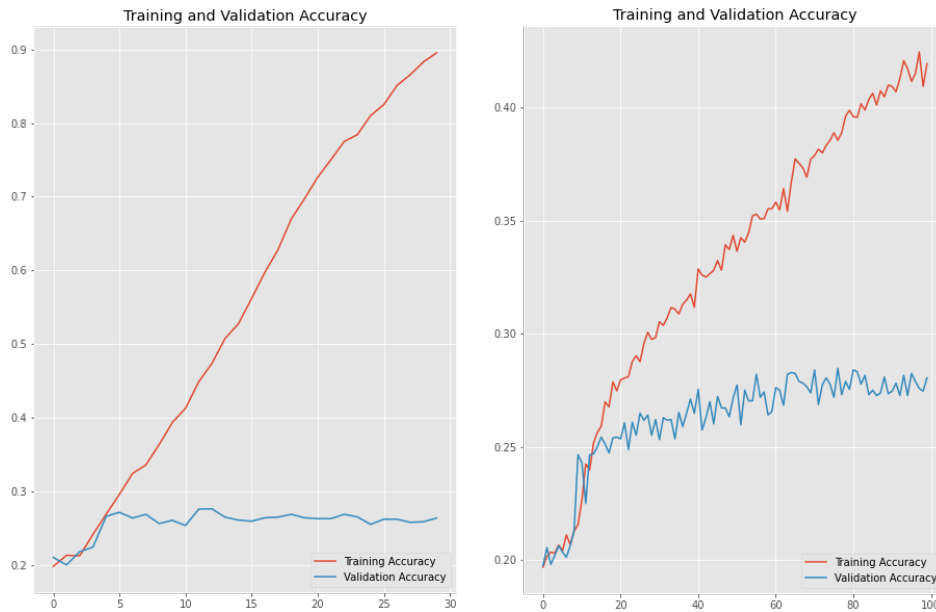 Training and Validation Accuracy
0.9
0.8
0.7
0.6
0.5
0.4
0.3
0.2
0 5 10 15 20 25 30
Training Accuracy
Validation Accuracy
Training and Validation Accuracy
0.40
0.35
0.30
0.25
0.20
0 20 40 60 80 100
Training Accuracy
Validation Accuracy